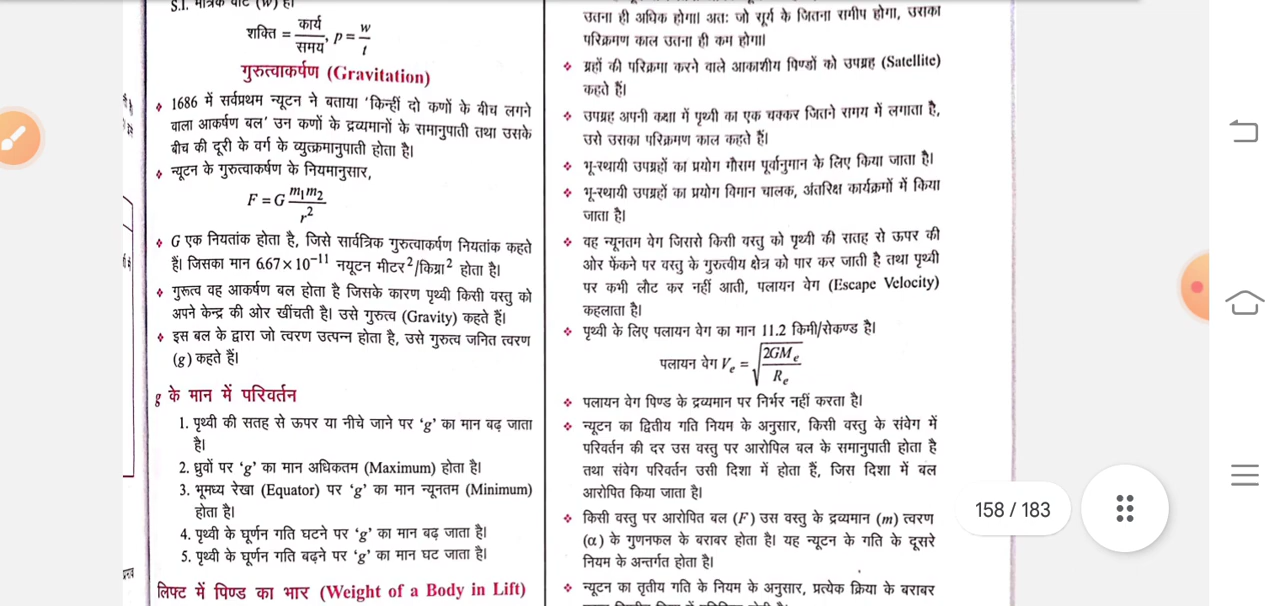 S.I. मात्रक वाट (W) है।
शक्ति = कार्य/समय, p = w/t
गुरुत्वाकर्षण (Gravitation)
❖ 1686 में सर्वप्रथम न्यूटन ने बताया 'किन्हीं दो कणों के बीच लगने
वाला आकर्षण बल' उन कणों के द्रव्यमानों के समानुपाती तथा उसके
बीच की दूरी के वर्ग के व्युत्क्रमानुपाती होता है।
❖ न्यूटन के गुरुत्वाकर्षण के नियमानुसार,
F = G m₁m₂/r²
❖ G एक नियतांक होता है, जिसे सार्वत्रिक गुरुत्वाकर्षण नियतांक कहते
हैं। जिसका मान 6.67×10⁻¹¹ नयूटन मीटर²/किग्रा² होता है।
❖ गुरूत्व वह आकर्षण बल होता है जिसके कारण पृथ्वी किसी वस्तु को
अपने केन्द्र की ओर खींचती है। उसे गुरुत्व (Gravity) कहते हैं।
❖ इस बल के द्वारा जो त्वरण उत्पन्न होता है, उसे गुरुत्व जनित त्वरण
(g) कहते हैं।
g के मान में परिवर्तन
1. पृथ्वी की सतह से ऊपर या नीचे जाने पर 'g' का मान बढ़ जाता
है।
2. ध्रुवों पर 'g' का मान अधिकतम (Maximum) होता है।
3. भूमध्य रेखा (Equator) पर 'g' का मान न्यूनतम (Minimum)
होता है।
4. पृथ्वी के घूर्णन गति घटने पर 'g' का मान बढ़ जाता है।
5. पृथ्वी के घूर्णन गति बढ़ने पर 'g' का मान घट जाता है।
लिफ्ट में पिण्ड का भार (Weight of a Body in Lift)
उतना ही अधिक होगा। अतः जो सूर्य के जितना समीप होगा, उसका
परिक्रमण काल उतना ही कम होगा।
❖ ग्रहों की परिक्रमा करने वाले आकाशीय पिण्डों को उपग्रह (Satellite)
कहते हैं।
❖ उपग्रह अपनी कक्षा में पृथ्वी का एक चक्कर जितने समय में लगाता है,
उसे उसका परिक्रमण काल कहते हैं।
❖ भू-स्थायी उपग्रहों का प्रयोग मौसम पूर्वानुमान के लिए किया जाता है।
❖ भू-स्थायी उपग्रहों का प्रयोग विमान चालक, अंतरिक्ष कार्यक्रमों में किया
जाता है।
❖ वह न्यूनतम वेग जिससे किसी वस्तु को पृथ्वी की सतह से ऊपर की
ओर फेंकने पर वस्तु के गुरुत्वीय क्षेत्र को पार कर जाती है तथा पृथ्वी
पर कभी लौट कर नहीं आती, पलायन वेग (Escape Velocity)
कहलाता है।
❖ पृथ्वी के लिए पलायन वेग का मान 11.2 किमी/सेकण्ड है।
पलायन वेग Vₑ = √(2GMₑ/Rₑ)
❖ पलायन वेग पिण्ड के द्रव्यमान पर निर्भर नहीं करता है।
❖ न्यूटन का द्वितीय गति नियम के अनुसार, किसी वस्तु के संवेग में
परिवर्तन की दर उस वस्तु पर आरोपिल बल के समानुपाती होता है
तथा संवेग परिवर्तन उसी दिशा में होता हैं, जिस दिशा में बल
आरोपित किया जाता है।
❖ किसी वस्तु पर आरोपित बल (F) उस वस्तु के द्रव्यमान (m) त्वरण
(α) के गुणनफल के बराबर होता है। यह न्यूटन के गति के दूसरे
नियम के अन्तर्गत होता है।
❖ न्यूटन का तृतीय गति के नियम के अनुसार, प्रत्येक क्रिया के बराबर
158 / 183